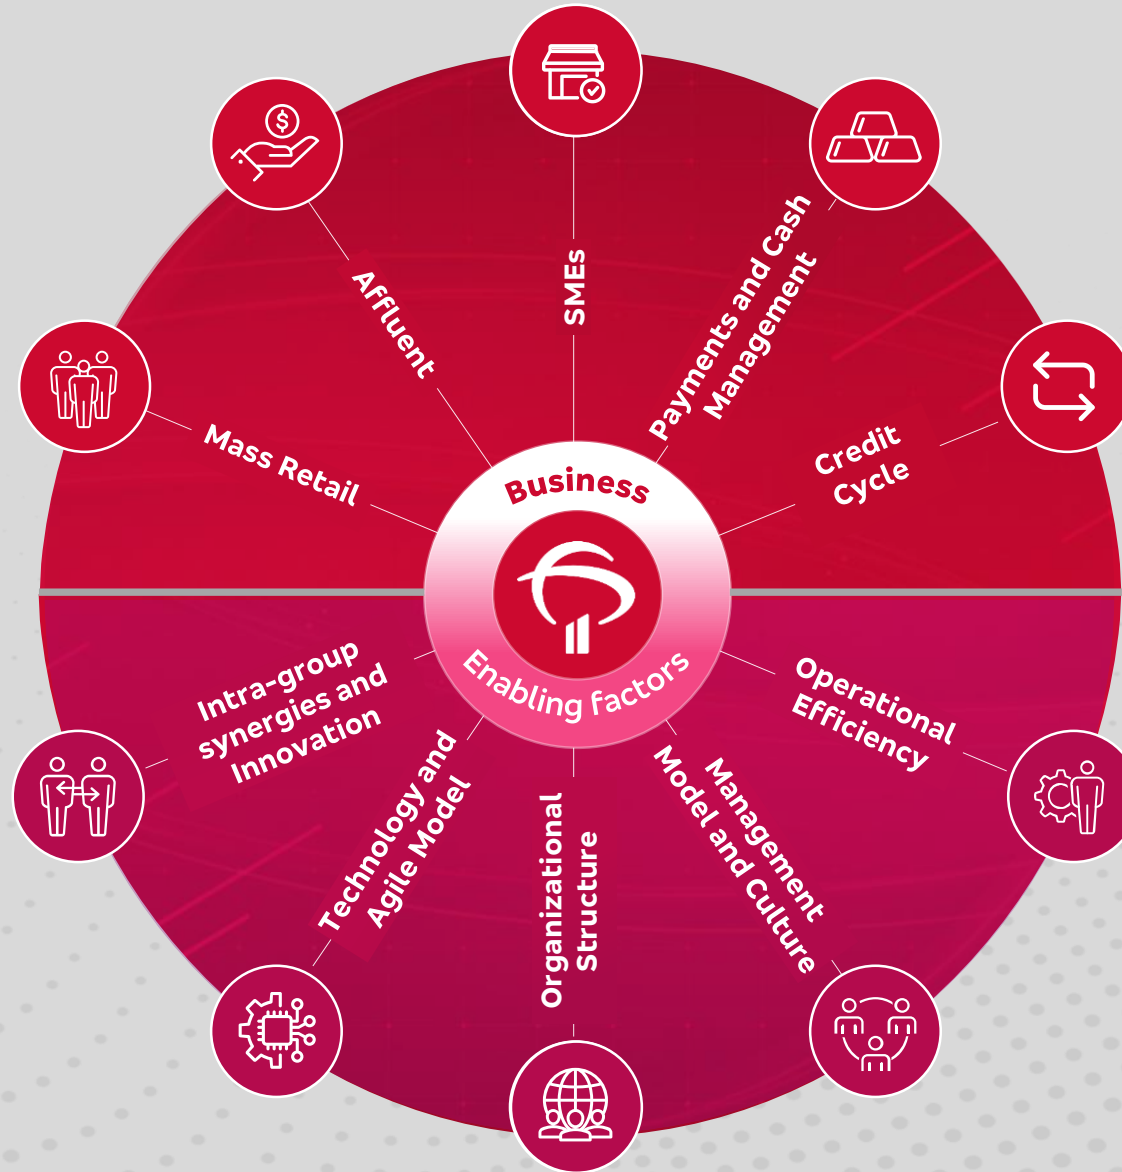 SMEs
Affluent
Payments and Cash
Management
Mass Retail
Credit
Cycle
Business
Enabling factors
Intra-group
synergies and
Innovation
Operational
Efficiency
Technology and
Agile Model
Organizational
Structure
Management
Model and Culture
$